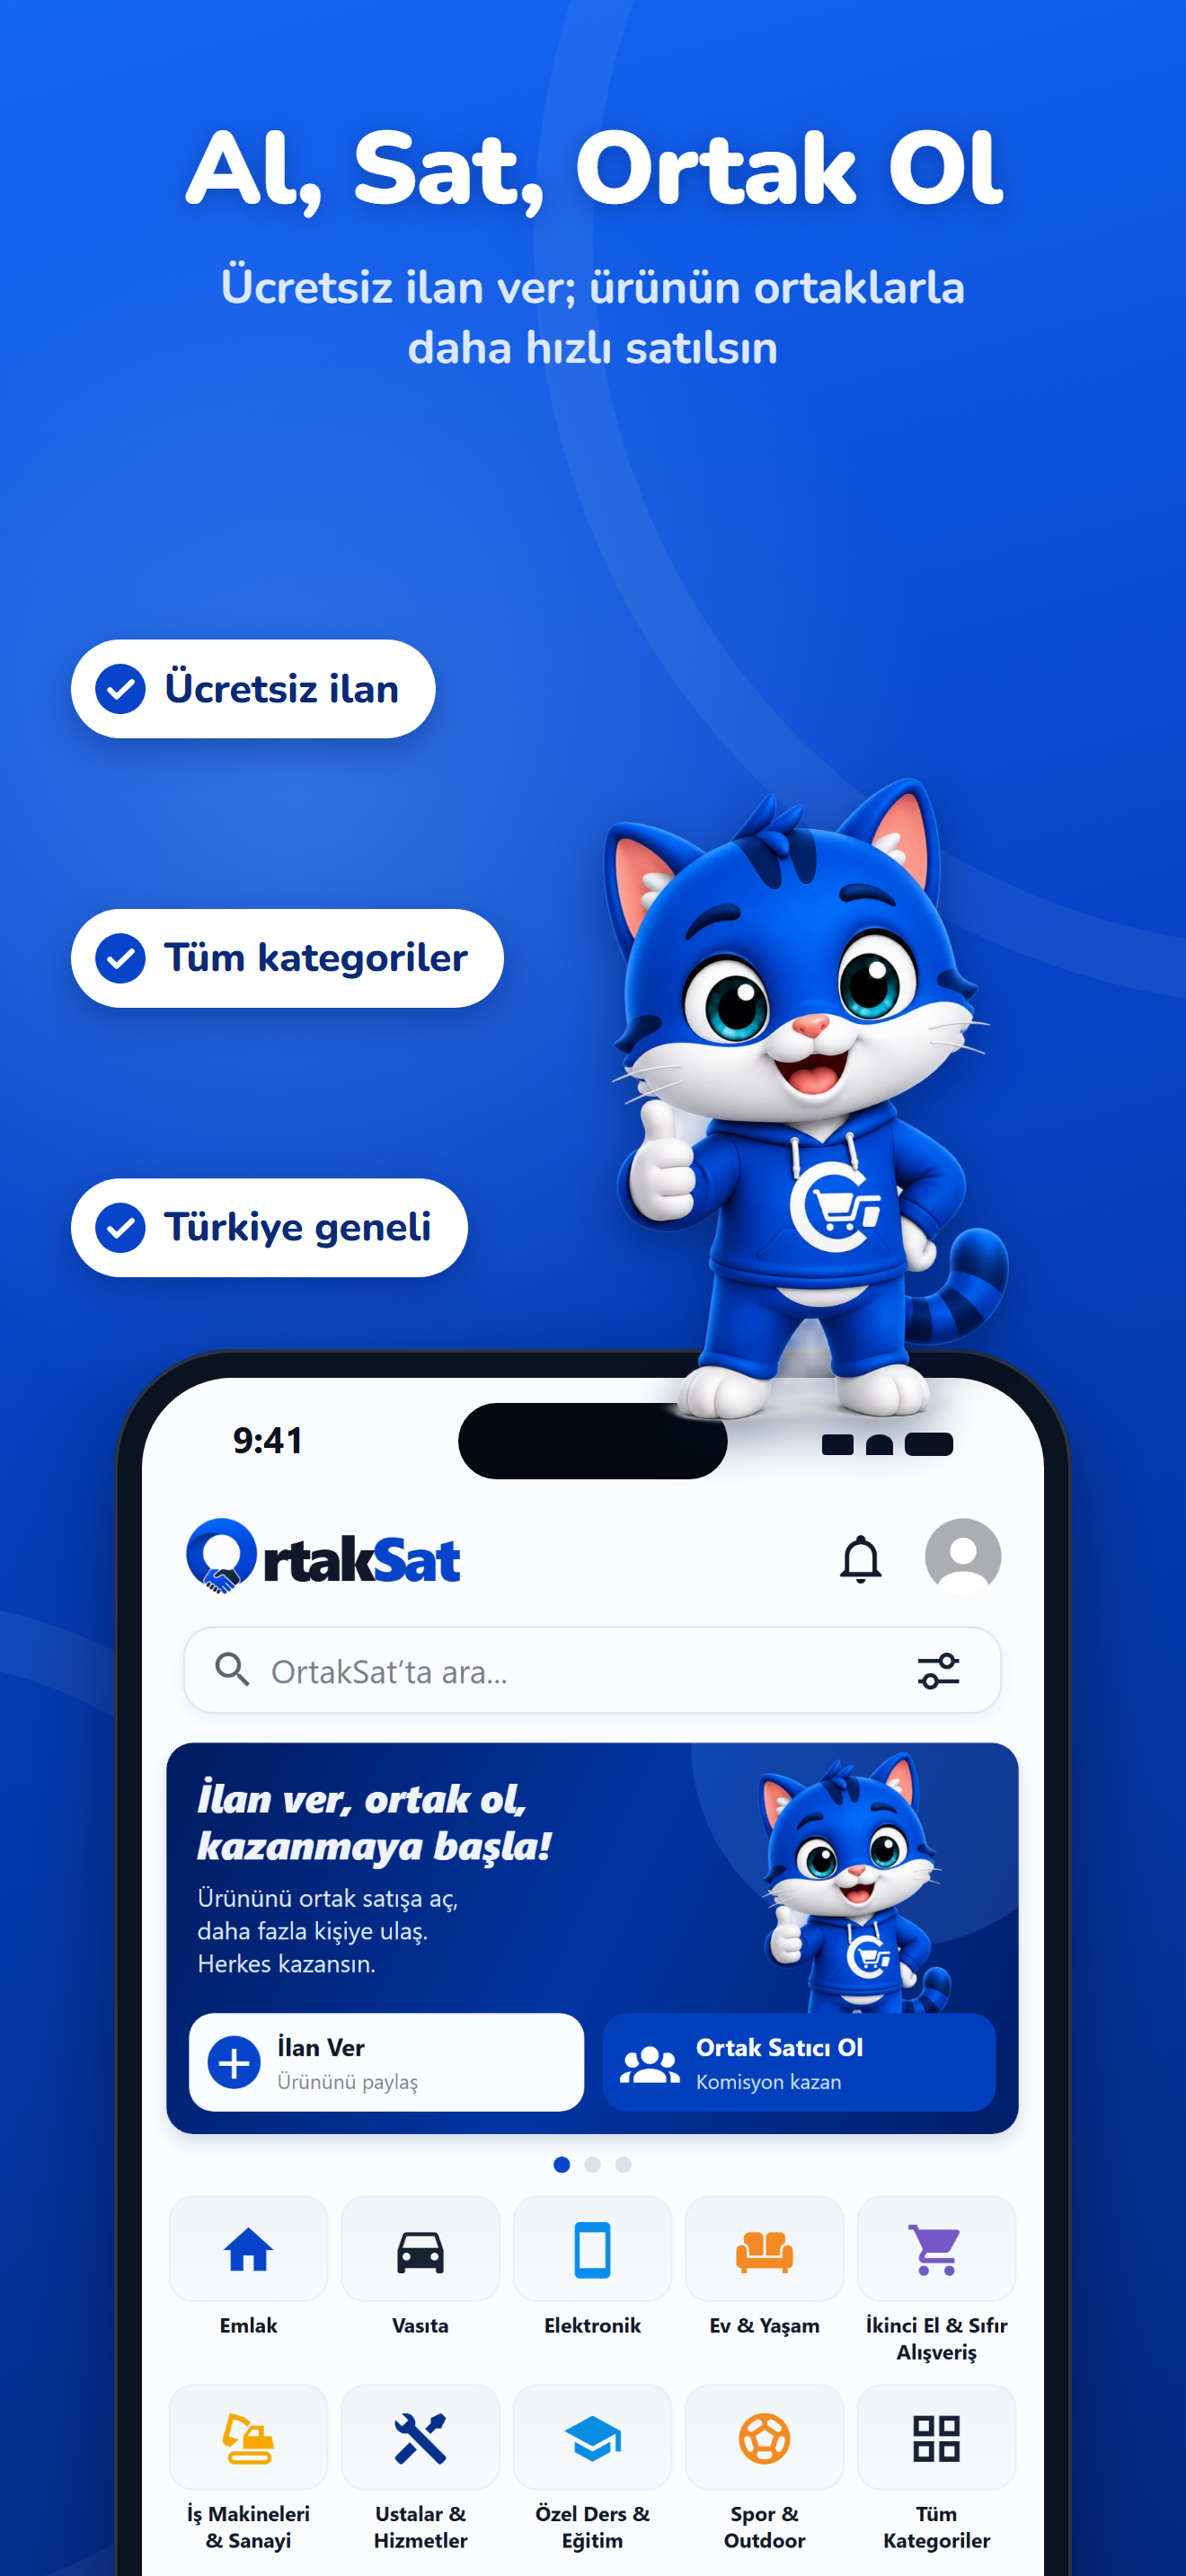 Al, Sat, Ortak Ol
Ücretsiz ilan ver; ürünün ortaklarla
daha hızlı satılsın
Ücretsiz ilan
Tüm kategoriler
Türkiye geneli
9:41
OrtakSat
OrtakSat'ta ara...
İlan ver, ortak ol,
kazanmaya başla!
Ürününü ortak satışa aç,
daha fazla kişiye ulaş.
Herkes kazansın.
İlan Ver
Ürününü paylaş
Ortak Satıcı Ol
Komisyon kazan
Emlak
Vasıta
Elektronik
Ev & Yaşam
İkinci El & Sıfır
Alışveriş
İş Makineleri
& Sanayi
Ustalar &
Hizmetler
Özel Ders &
Eğitim
Spor &
Outdoor
Tüm
Kategoriler